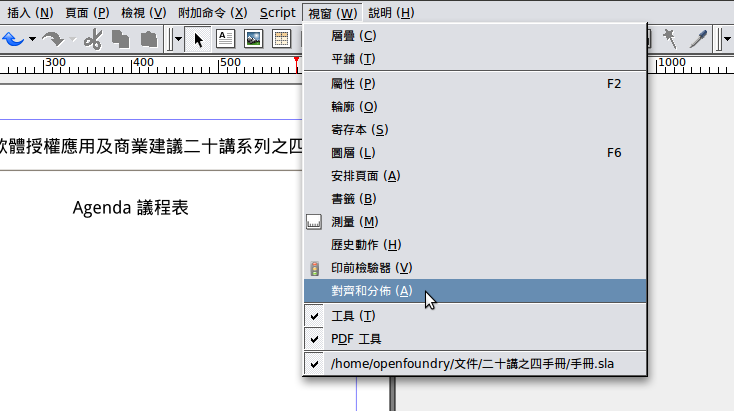 插入 (N) 頁面 (P) 檢視 (V) 附加命令 (X) Script 視窗 (W) 說明 (H)
300 400 500 1000
層疊 (C)
平鋪 (T)
屬性 (P) F2
輪廓 (O)
寄存本 (S)
圖層 (L) F6
安排頁面 (A)
書籤 (B)
測量 (M)
歷史動作 (H)
印前檢驗器 (V)
對齊和分佈 (A)
工具 (T)
PDF 工具
/home/openfoundry/文件/二十講之四手冊/手冊.sla
軟體授權應用及商業建議二十講系列之四
Agenda 議程表